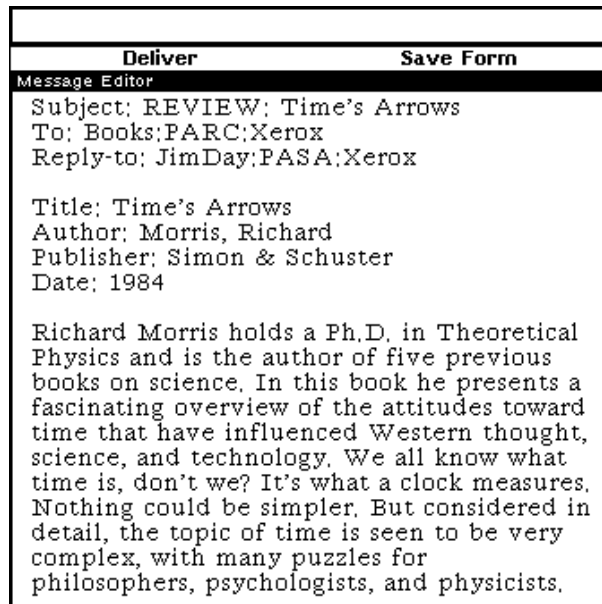 Deliver Save Form
Message Editor
Subject: REVIEW: Time's Arrows
To: Books:PARC:Xerox
Reply-to: JimDay:PASA:Xerox
Title: Time's Arrows
Author: Morris, Richard
Publisher: Simon & Schuster
Date: 1984
Richard Morris holds a Ph.D. in Theoretical
Physics and is the author of five previous
books on science. In this book he presents a
fascinating overview of the attitudes toward
time that have influenced Western thought,
science, and technology. We all know what
time is, don't we? It's what a clock measures.
Nothing could be simpler. But considered in
detail, the topic of time is seen to be very
complex, with many puzzles for
philosophers, psychologists, and physicists.